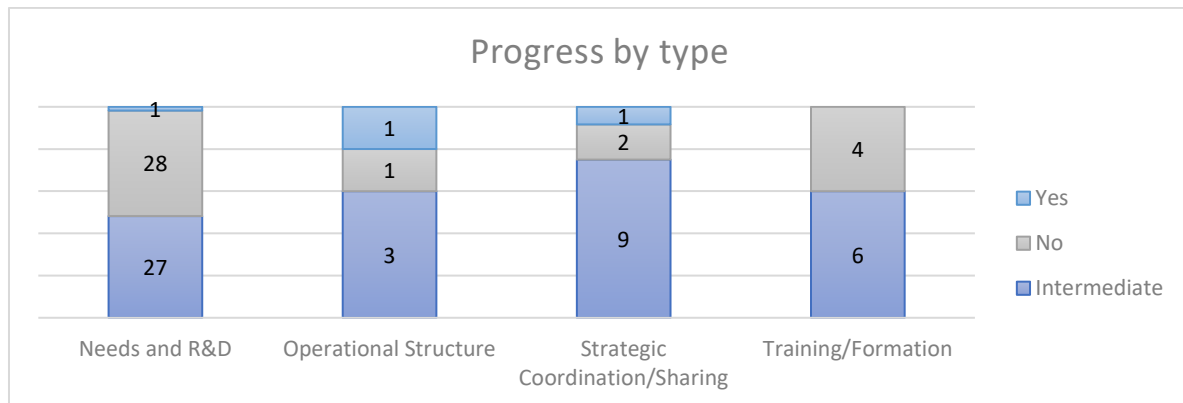 Progress by type
1 1 1
28 1 2 4
27 3 9 6
Yes
No
Intermediate
Needs and R&D Operational Structure Strategic Training/Formation
Coordination/Sharing